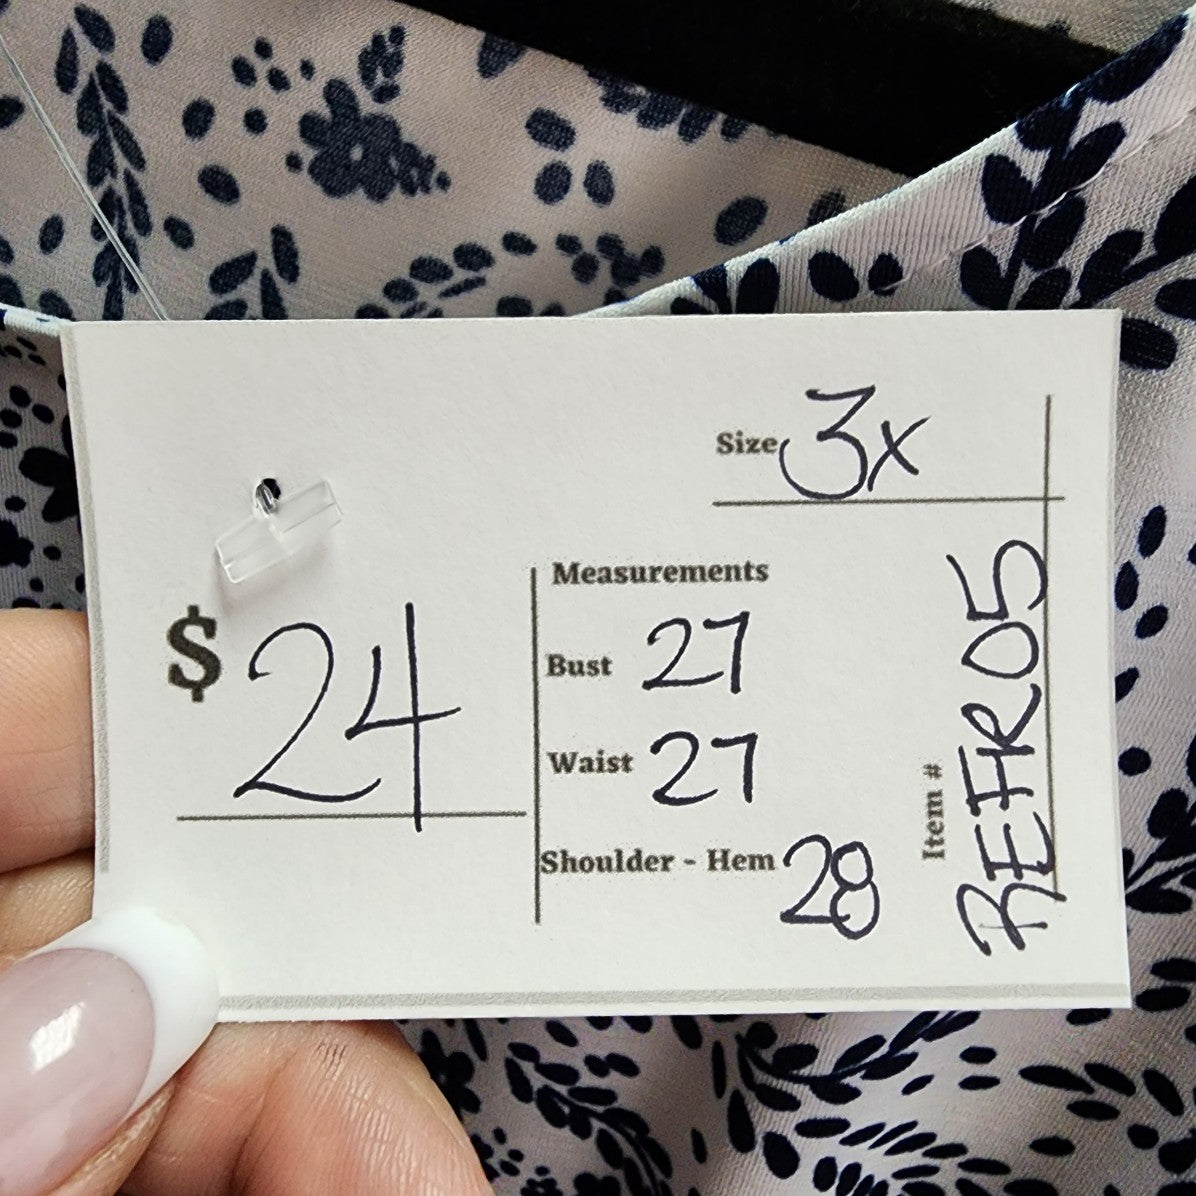 Size 3x
$ 24
Measurements
Bust 27
Waist 27
Shoulder - Hem 28
Item # REFR05